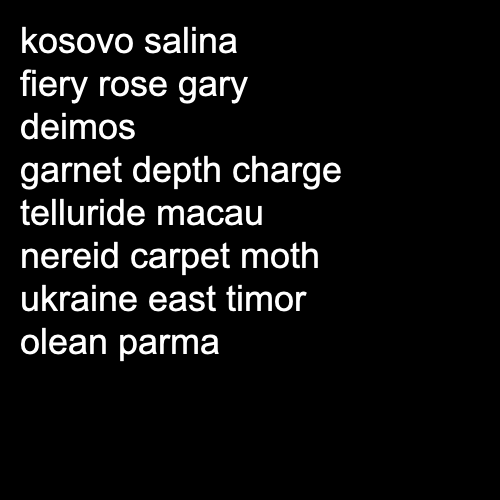 kosovo salina
fiery rose gary
deimos
garnet depth charge
telluride macau
nereid carpet moth
ukraine east timor
olean parma